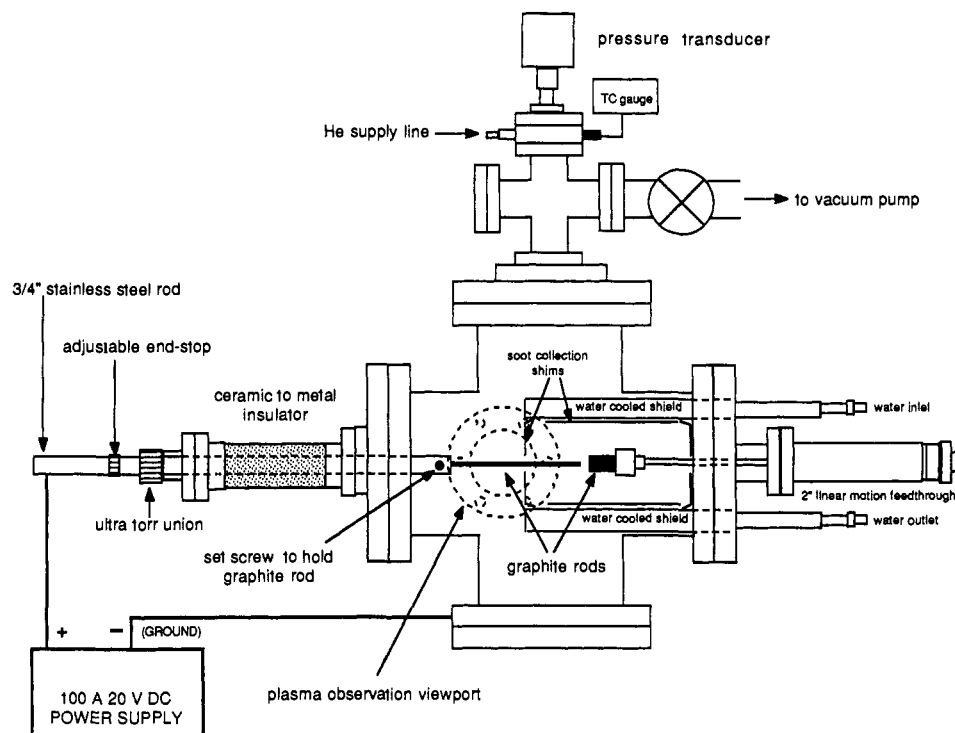 pressure transducer
TC gauge
He supply line
to vacuum pump
3/4" stainless steel rod
adjustable end-stop
ceramic to metal
insulator
soot collection
shims
water cooled shield
water inlet
2" linear motion feedthrough
ultra torr union
water cooled shield
water outlet
set screw to hold
graphite rod
graphite rods
+
−
(GROUND)
plasma observation viewport
100 A 20 V DC
POWER SUPPLY